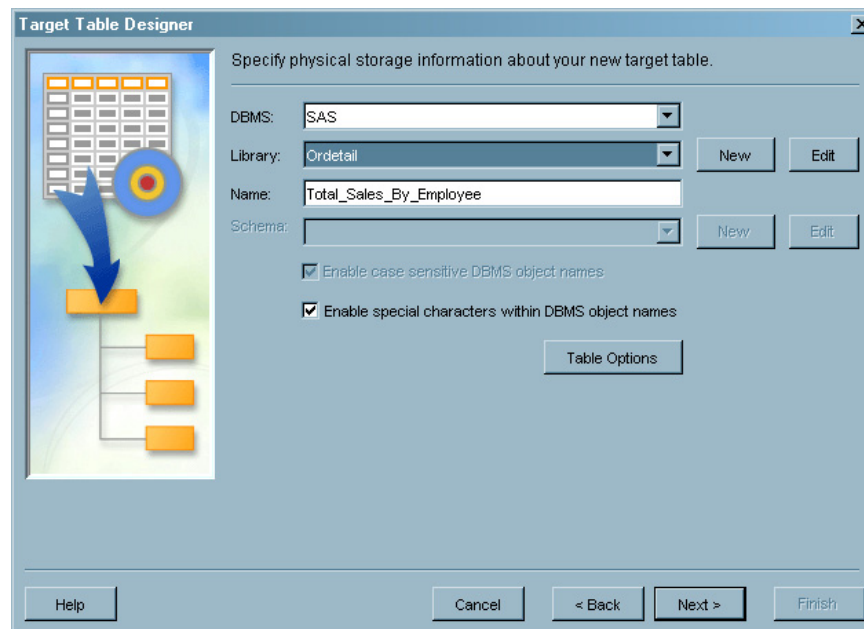 Target Table Designer
Specify physical storage information about your new target table.
DBMS: SAS
Library: Ordetail New Edit
Name: Total_Sales_By_Employee
Schema: New Edit
Enable case sensitive DBMS object names
Enable special characters within DBMS object names
Table Options
Help Cancel < Back Next > Finish